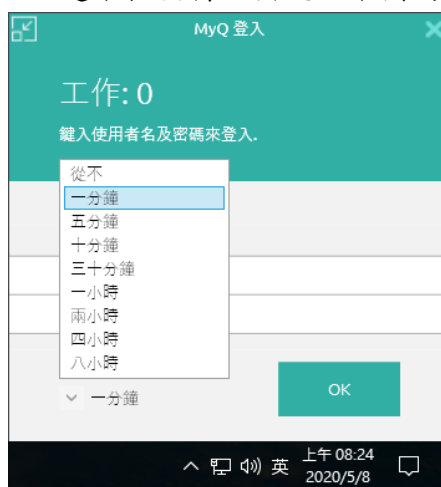 MyQ 登入
工作: 0
鍵入使用者名及密碼來登入.
從不
一分鐘
五分鐘
十分鐘
三十分鐘
一小時
兩小時
四小時
八小時
一分鐘
OK
英
上午 08:24
2020/5/8